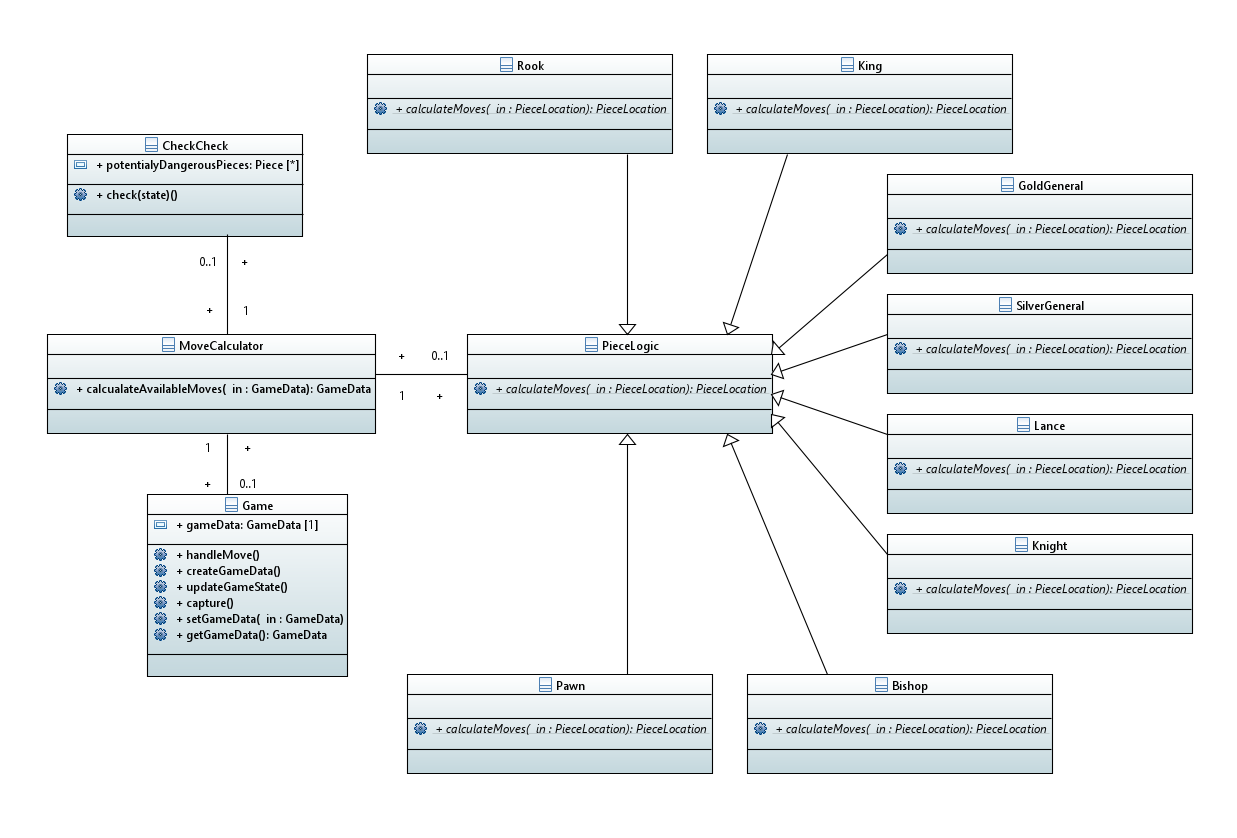 Rook
+ calculateMoves(  in : PieceLocation): PieceLocation
King
+ calculateMoves(  in : PieceLocation): PieceLocation
CheckCheck
+ potentialyDangerousPieces: Piece [*]
+ check(state)()
GoldGeneral
+ calculateMoves(  in : PieceLocation): PieceLocation
0..1 +
+ 1
SilverGeneral
+ calculateMoves(  in : PieceLocation): PieceLocation
MoveCalculator
+ calcualateAvailableMoves(  in : GameData): GameData
+ 0..1
1 +
PieceLogic
+ calculateMoves(  in : PieceLocation): PieceLocation
Lance
+ calculateMoves(  in : PieceLocation): PieceLocation
1 +
+ 0..1
Game
+ gameData: GameData [1]
+ handleMove()
+ createGameData()
+ updateGameState()
+ capture()
+ setGameData(  in : GameData)
+ getGameData(): GameData
Knight
+ calculateMoves(  in : PieceLocation): PieceLocation
Pawn
+ calculateMoves(  in : PieceLocation): PieceLocation
Bishop
+ calculateMoves(  in : PieceLocation): PieceLocation